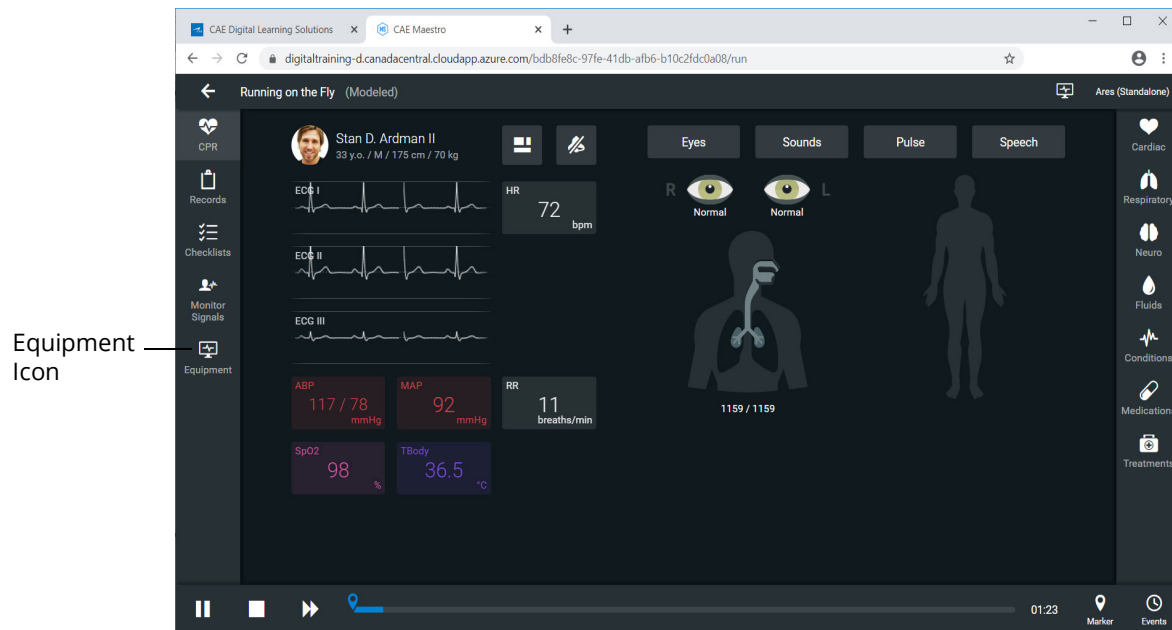 CAE Digital Learning Solutions
CAE Maestro
digitaltraining-d.canadacentral.cloudapp.azure.com/bdb8fe8c-97fe-41db-afb6-b10c2fdc0a08/run
Running on the Fly (Modeled)
Ares (Standalone)
CPR
Records
Checklists
Monitor
Signals
Equipment
Equipment
Icon
Stan D. Ardman II
33 y.o. / M / 175 cm / 70 kg
ECG I
HR
72
bpm
ECG II
ECG III
ABP
117 / 78
mmHg
MAP
92
mmHg
RR
11
breaths/min
SpO2
98
%
TBody
36.5
°C
Eyes
Sounds
Pulse
Speech
R
L
Normal
Normal
1159 / 1159
Cardiac
Respiratory
Neuro
Fluids
Conditions
Medication
Treatments
01:23
Marker
Events